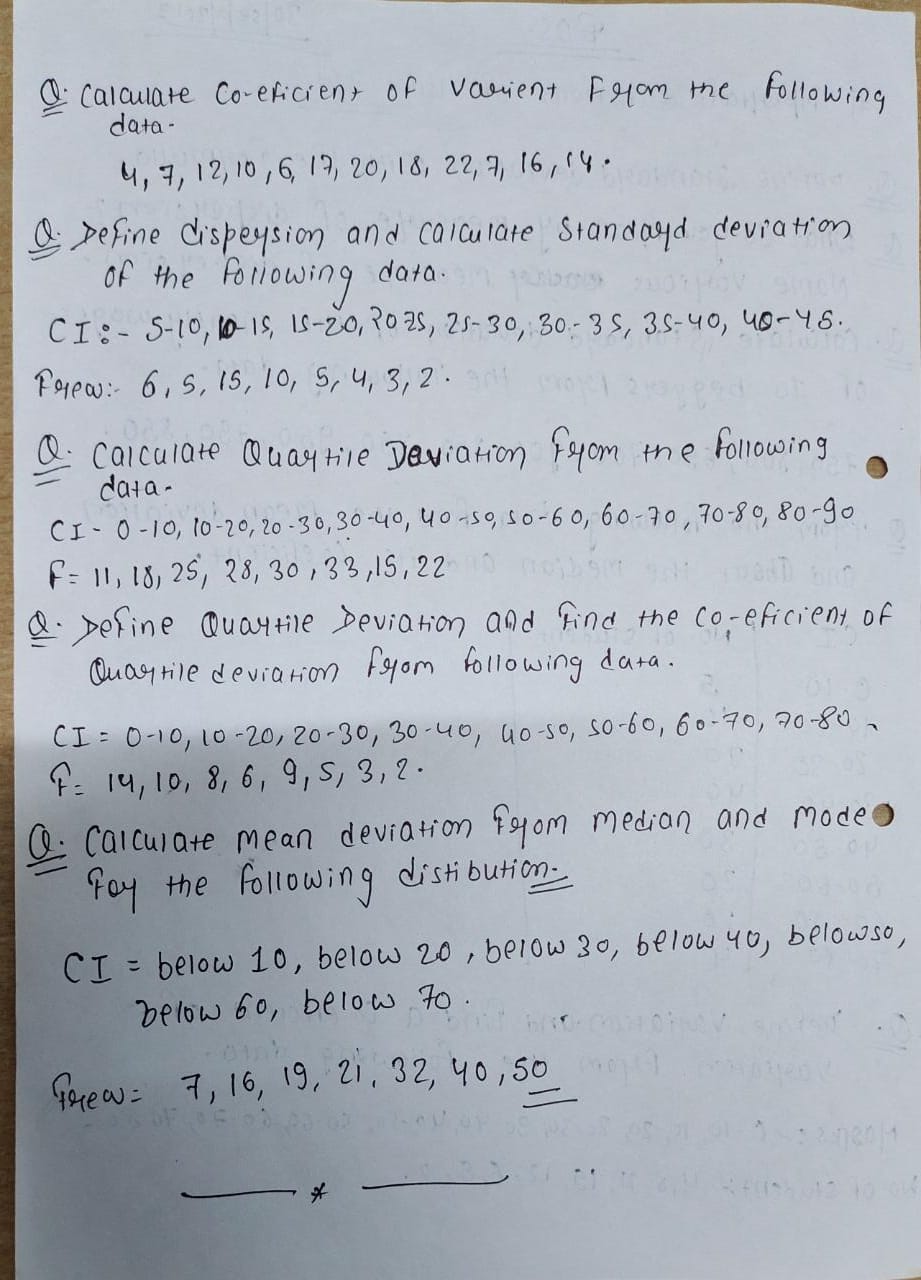 Q. Calculate Co-eficient of varient From the following
data-
4, 7, 12, 10, 6, 17, 20, 18, 22, 7, 16, 14.
Q. Define dispersion and calculate Standard deviation
of the following data.
CI:- 5-10, 10-15, 15-20, 20 25, 25-30, 30-35, 35-40, 40-45.
Freq:- 6, 5, 15, 10, 5, 4, 3, 2.
Q. Calculate Quartile Deviation from the following
data-
CI- 0-10, 10-20, 20-30, 30-40, 40-50, 50-60, 60-70, 70-80, 80-90
F= 11, 18, 25, 28, 30, 33, 15, 22
Q. Define Quartile Deviation and find the co-eficient of
Quartile deviation from following data.
CI = 0-10, 10-20, 20-30, 30-40, 40-50, 50-60, 60-70, 70-80
F= 14, 10, 8, 6, 9, 5, 3, 2.
Q. Calculate mean deviation from median and mode
for the following distibution-
CI = below 10, below 20, below 30, below 40, below 50,
below 60, below 70.
Freq= 7, 16, 19, 21, 32, 40, 50